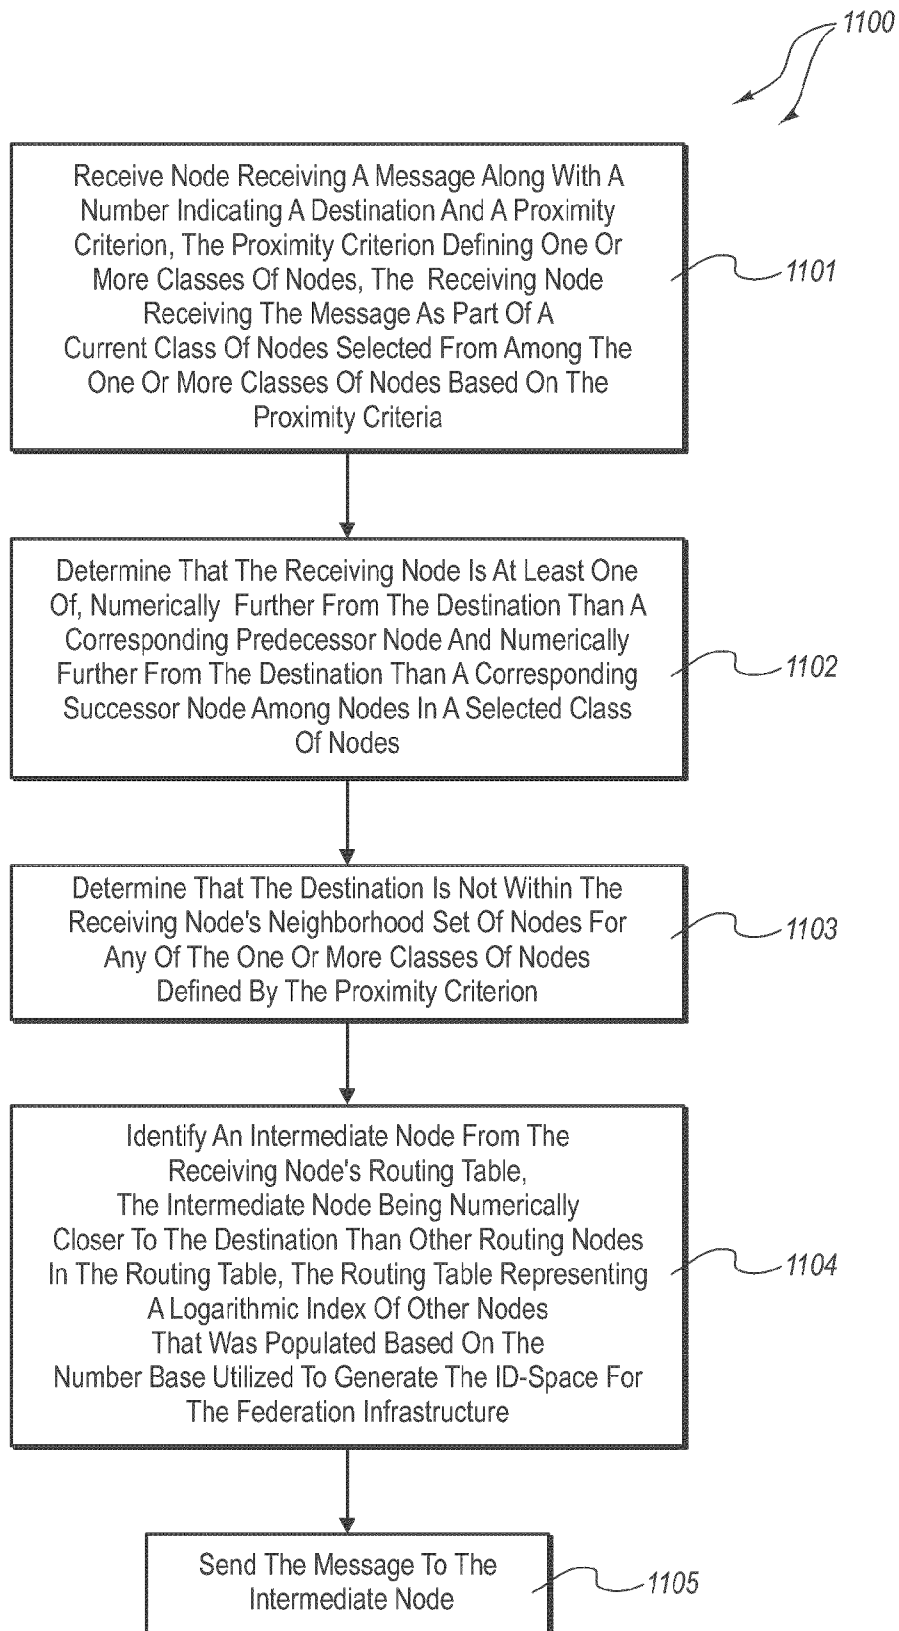 1100
Receive Node Receiving A Message Along With A
Number Indicating A Destination And A Proximity
Criterion, The Proximity Criterion Defining One Or
More Classes Of Nodes, The Receiving Node
Receiving The Message As Part Of A
Current Class Of Nodes Selected From Among The
One Or More Classes Of Nodes Based On The
Proximity Criteria
1101
Determine That The Receiving Node Is At Least One
Of, Numerically Further From The Destination Than A
Corresponding Predecessor Node And Numerically
Further From The Destination Than A Corresponding
Successor Node Among Nodes In A Selected Class
Of Nodes
1102
Determine That The Destination Is Not Within The
Receiving Node's Neighborhood Set Of Nodes For
Any Of The One Or More Classes Of Nodes
Defined By The Proximity Criterion
1103
Identify An Intermediate Node From The
Receiving Node's Routing Table,
The Intermediate Node Being Numerically
Closer To The Destination Than Other Routing Nodes
In The Routing Table, The Routing Table Representing
A Logarithmic Index Of Other Nodes
That Was Populated Based On The
Number Base Utilized To Generate The ID-Space For
The Federation Infrastructure
1104
Send The Message To The
Intermediate Node
1105